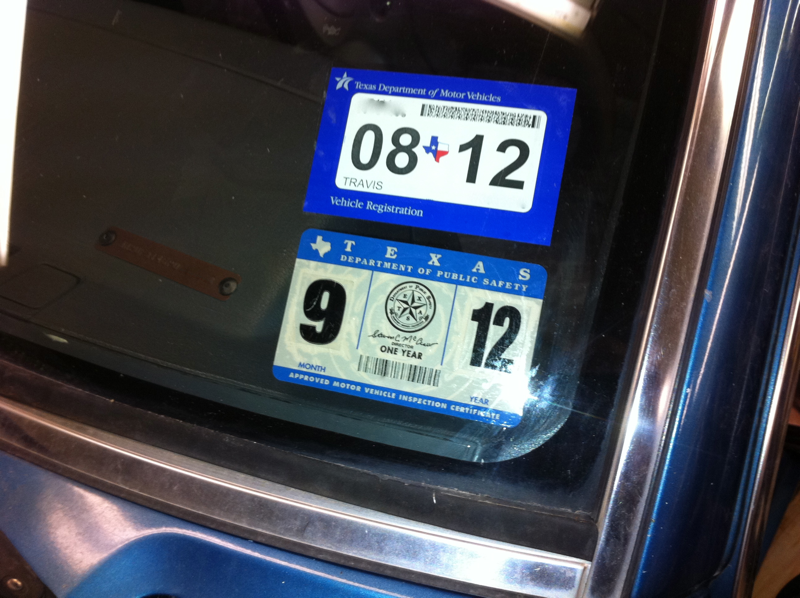 Texas Department of Motor Vehicles
08 12
TRAVIS
Vehicle Registration
TEXAS
DEPARTMENT OF PUBLIC SAFETY
9
12
DIRECTOR
ONE YEAR
MONTH
YEAR
APPROVED MOTOR VEHICLE INSPECTION CERTIFICATE